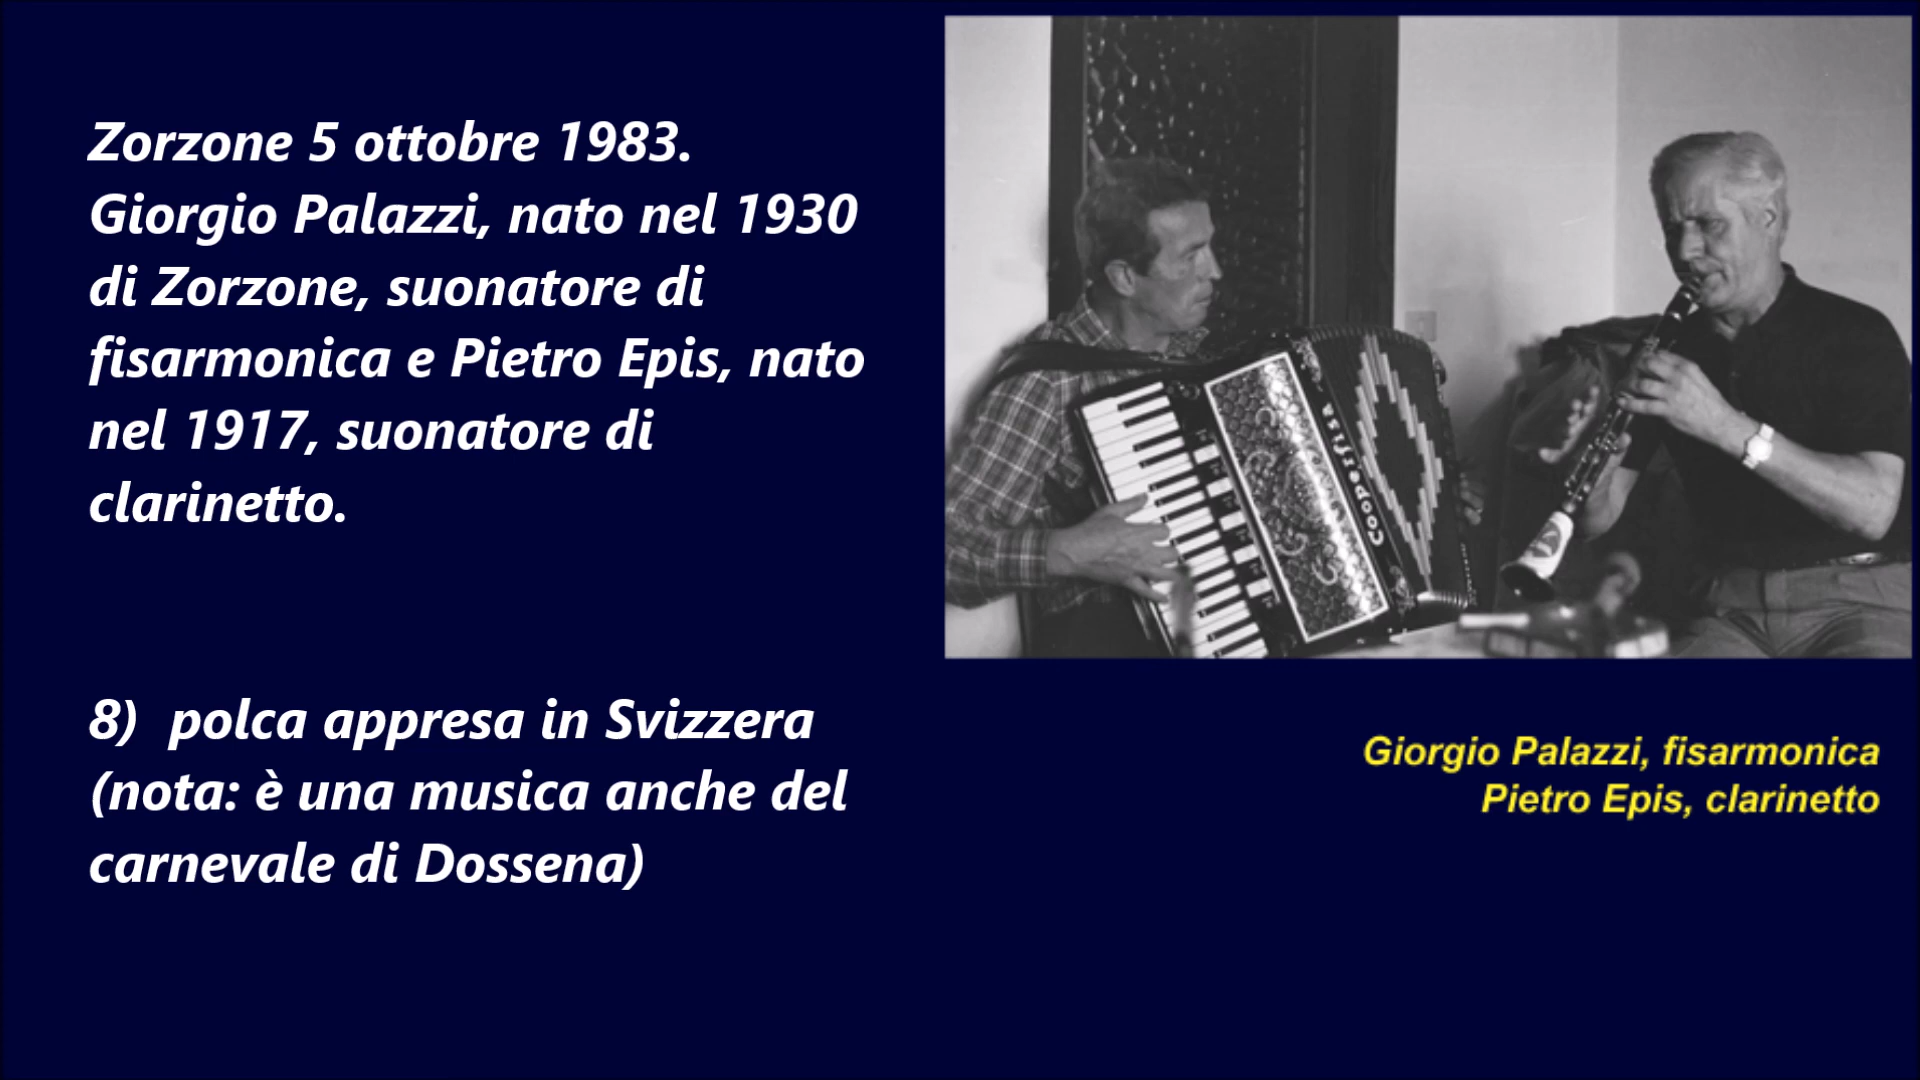 Zorzone 5 ottobre 1983.
Giorgio Palazzi, nato nel 1930
di Zorzone, suonatore di
fisarmonica e Pietro Epis, nato
nel 1917, suonatore di
clarinetto.
8) polca appresa in Svizzera
(nota: è una musica anche del
carnevale di Dossena)
Cooperfisa
Giorgio Palazzi, fisarmonica
Pietro Epis, clarinetto